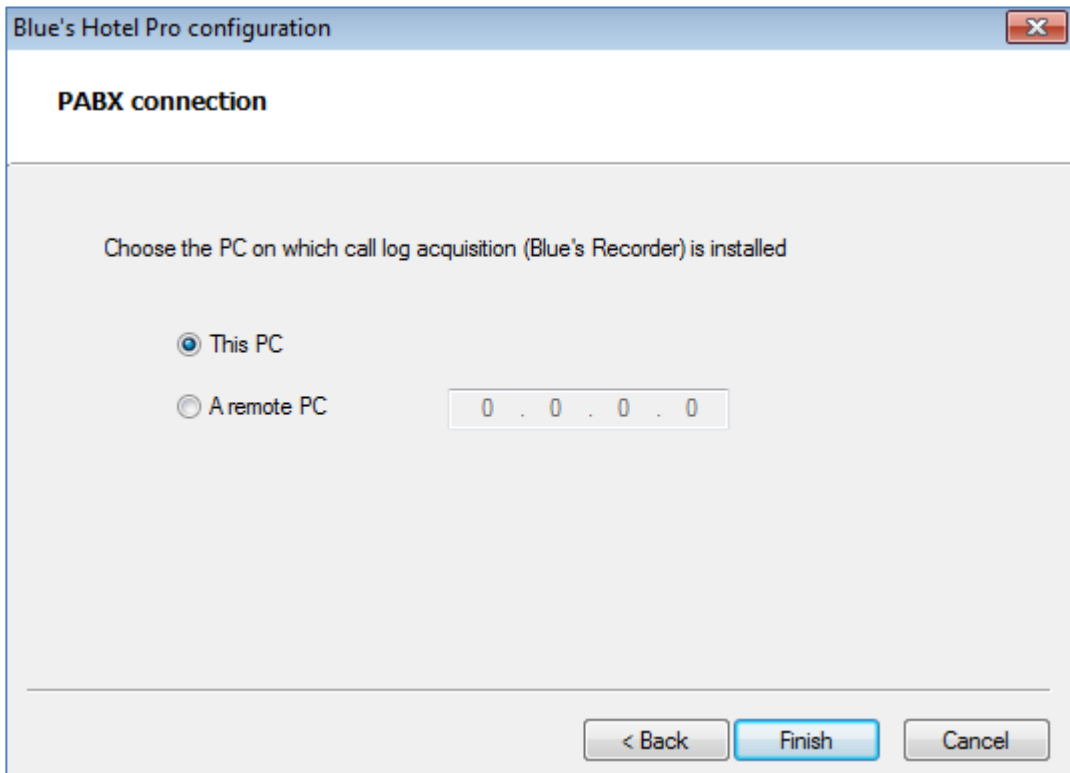 Blue's Hotel Pro configuration
PABX connection
Choose the PC on which call log acquisition (Blue's Recorder) is installed
This PC
A remote PC 0 . 0 . 0 . 0
< Back Finish Cancel